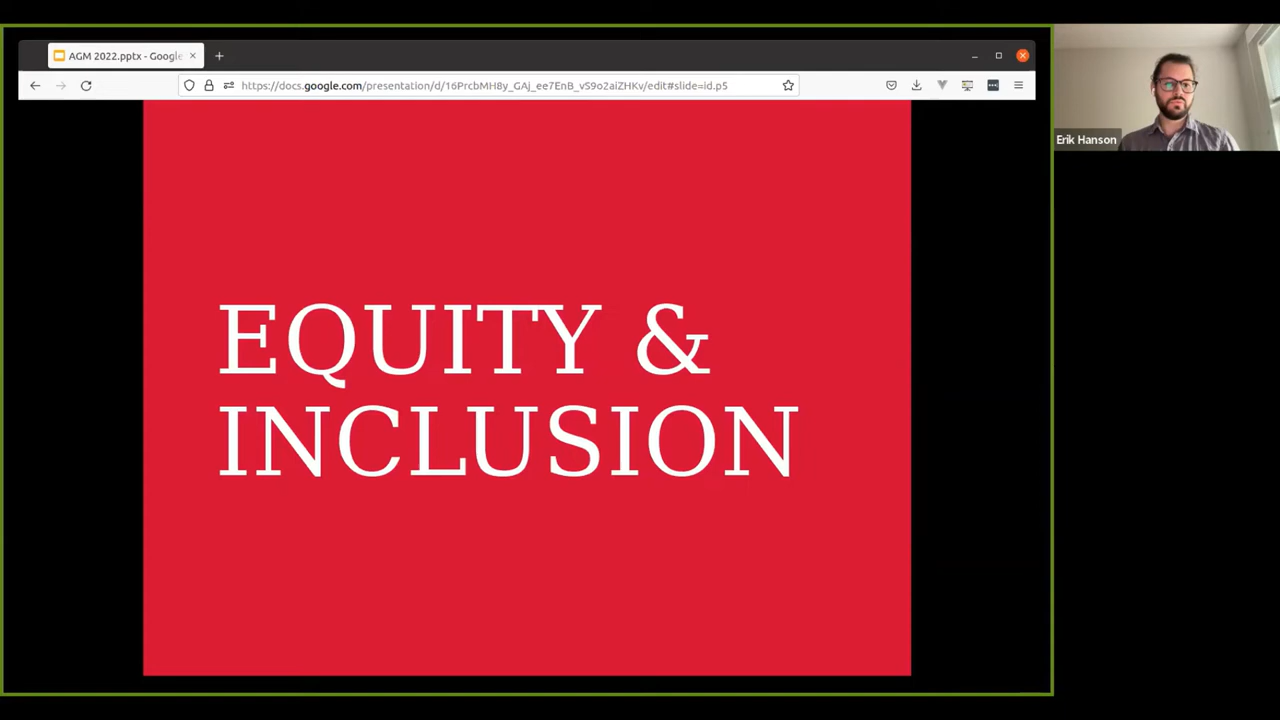 AGM 2022.pptx - Google
https://docs.google.com/presentation/d/16PrcbMH8y_GAj_ee7EnB_vS9o2aiZHKv/edit#slide=id.p5
Erik Hanson
EQUITY &
INCLUSION